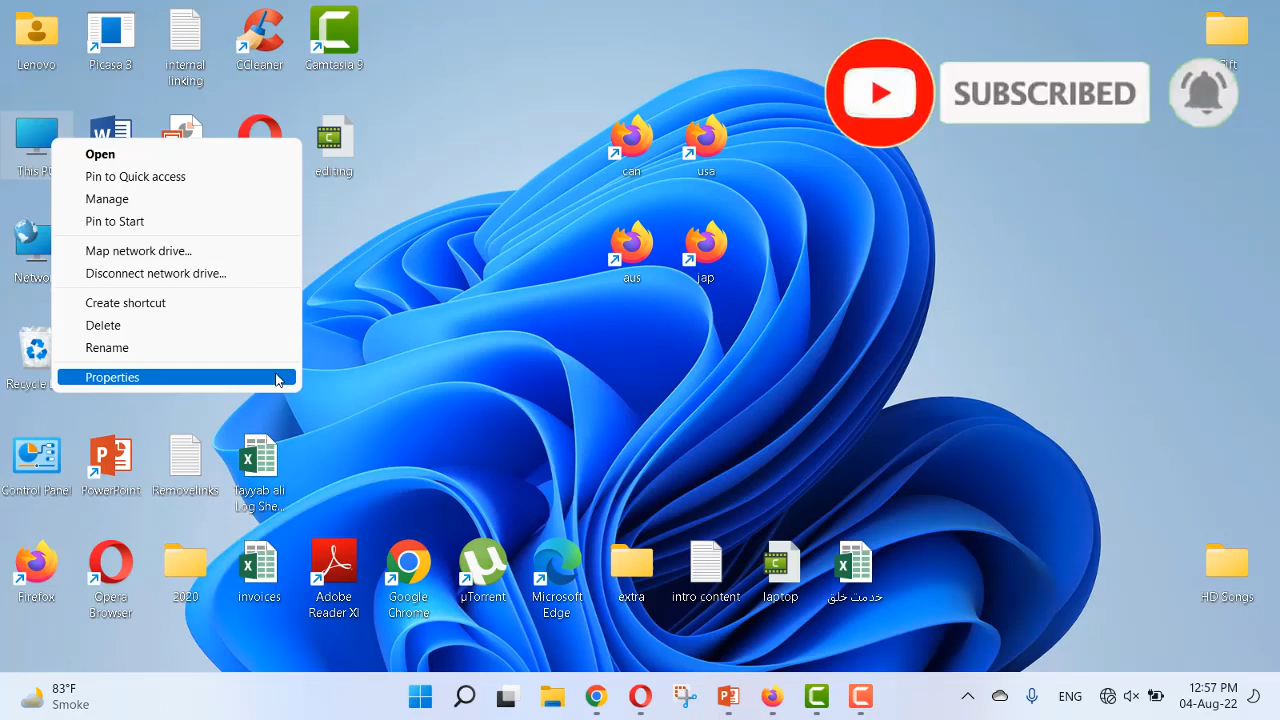 Lenovo
Picasa 3
internal
linking
CCleaner
Camtasia 9
SUBSCRIBED
Open
Pin to Quick access
Manage
Pin to Start
Map network drive...
Disconnect network drive...
Create shortcut
Delete
Rename
Properties
editing
can
usa
aus
jap
Control Panel
PowerPoint
Removelinks
Tayyab ali
Log She...
Firefox
Opera
Browser
2020
invoices
Adobe
Reader XI
Google
Chrome
µTorrent
Microsoft
Edge
extra
intro content
laptop
خدمت خلق
HD Songs
83°F
Smoke
ENG
12:57 PM
04-Aug-22